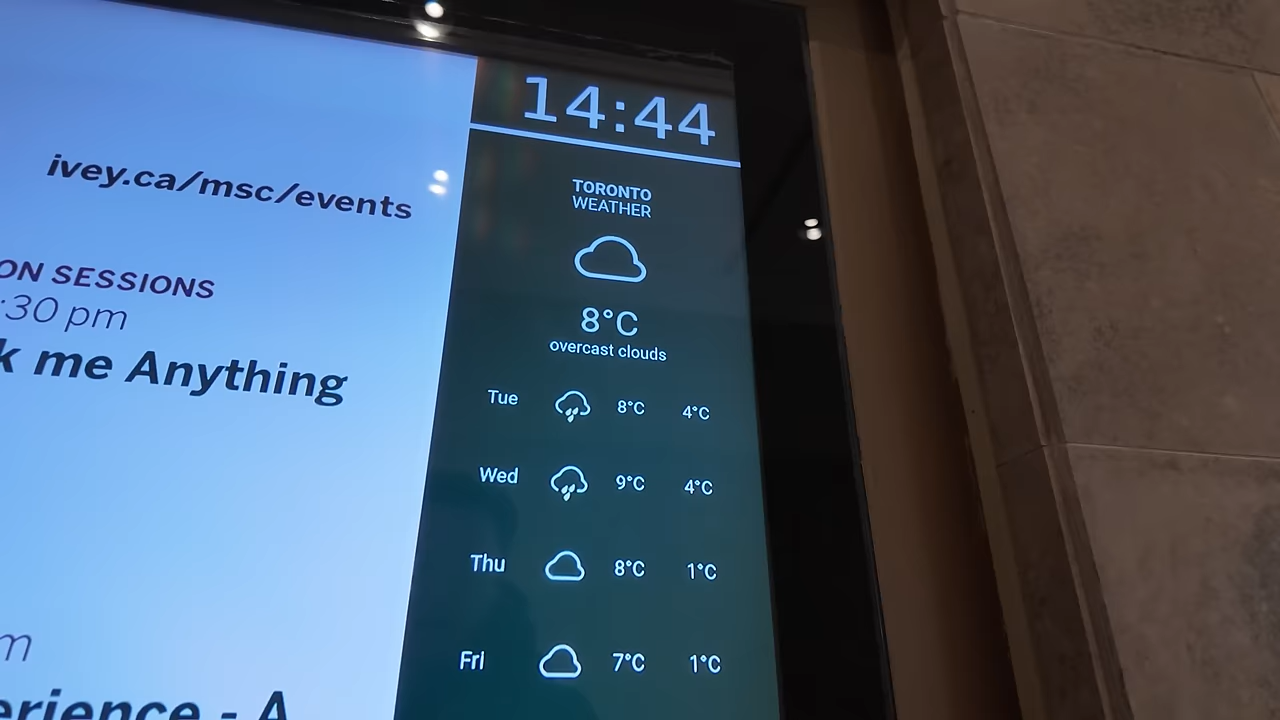 ivey.ca/msc/events
ON SESSIONS
:30 pm
k me Anything
m
erience - A
14:44
TORONTO
WEATHER
8°C
overcast clouds
Tue 8°C 4°C
Wed 9°C 4°C
Thu 8°C 1°C
Fri 7°C 1°C